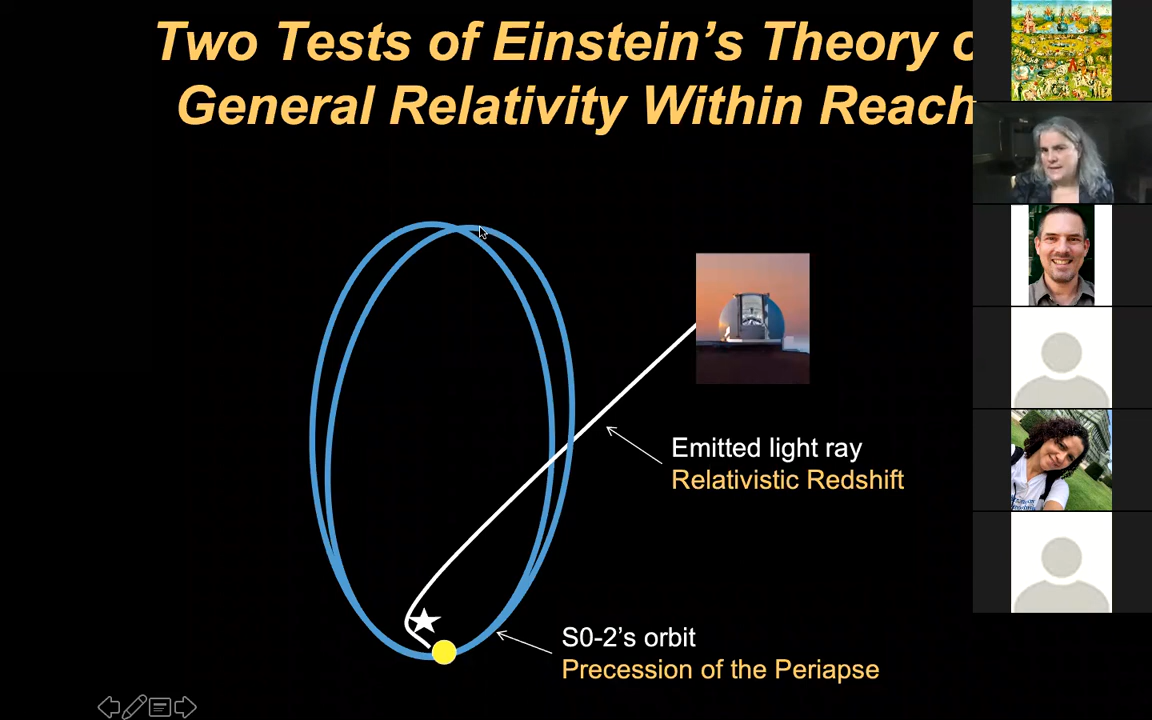 Two Tests of Einstein’s Theory o
General Relativity Within Reach
Emitted light ray
Relativistic Redshift
S0-2’s orbit
Precession of the Periapse